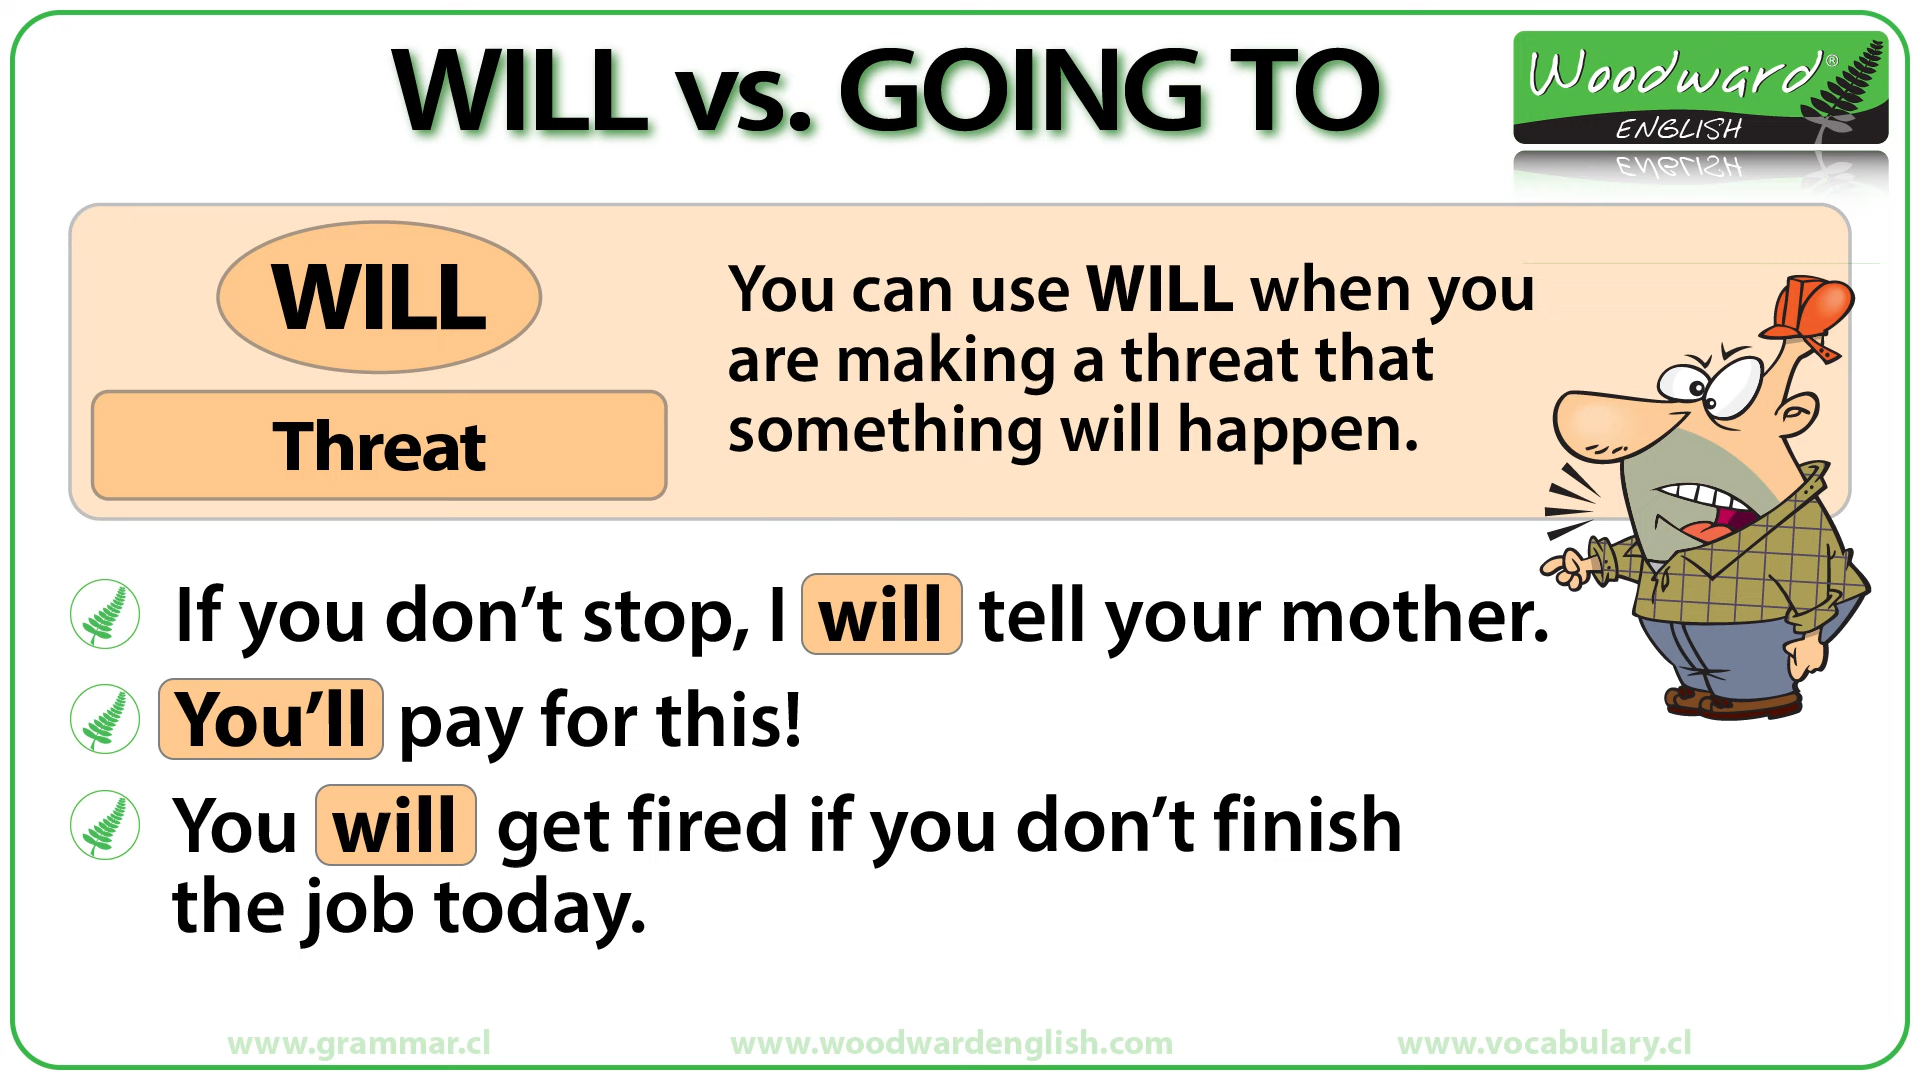 WILL vs. GOING TO
Woodward®
ENGLISH
WILL
Threat
You can use WILL when you
are making a threat that
something will happen.
If you don’t stop, I will tell your mother.
You’ll pay for this!
You will get fired if you don’t finish
the job today.
www.grammar.cl
www.woodwardenglish.com
www.vocabulary.cl